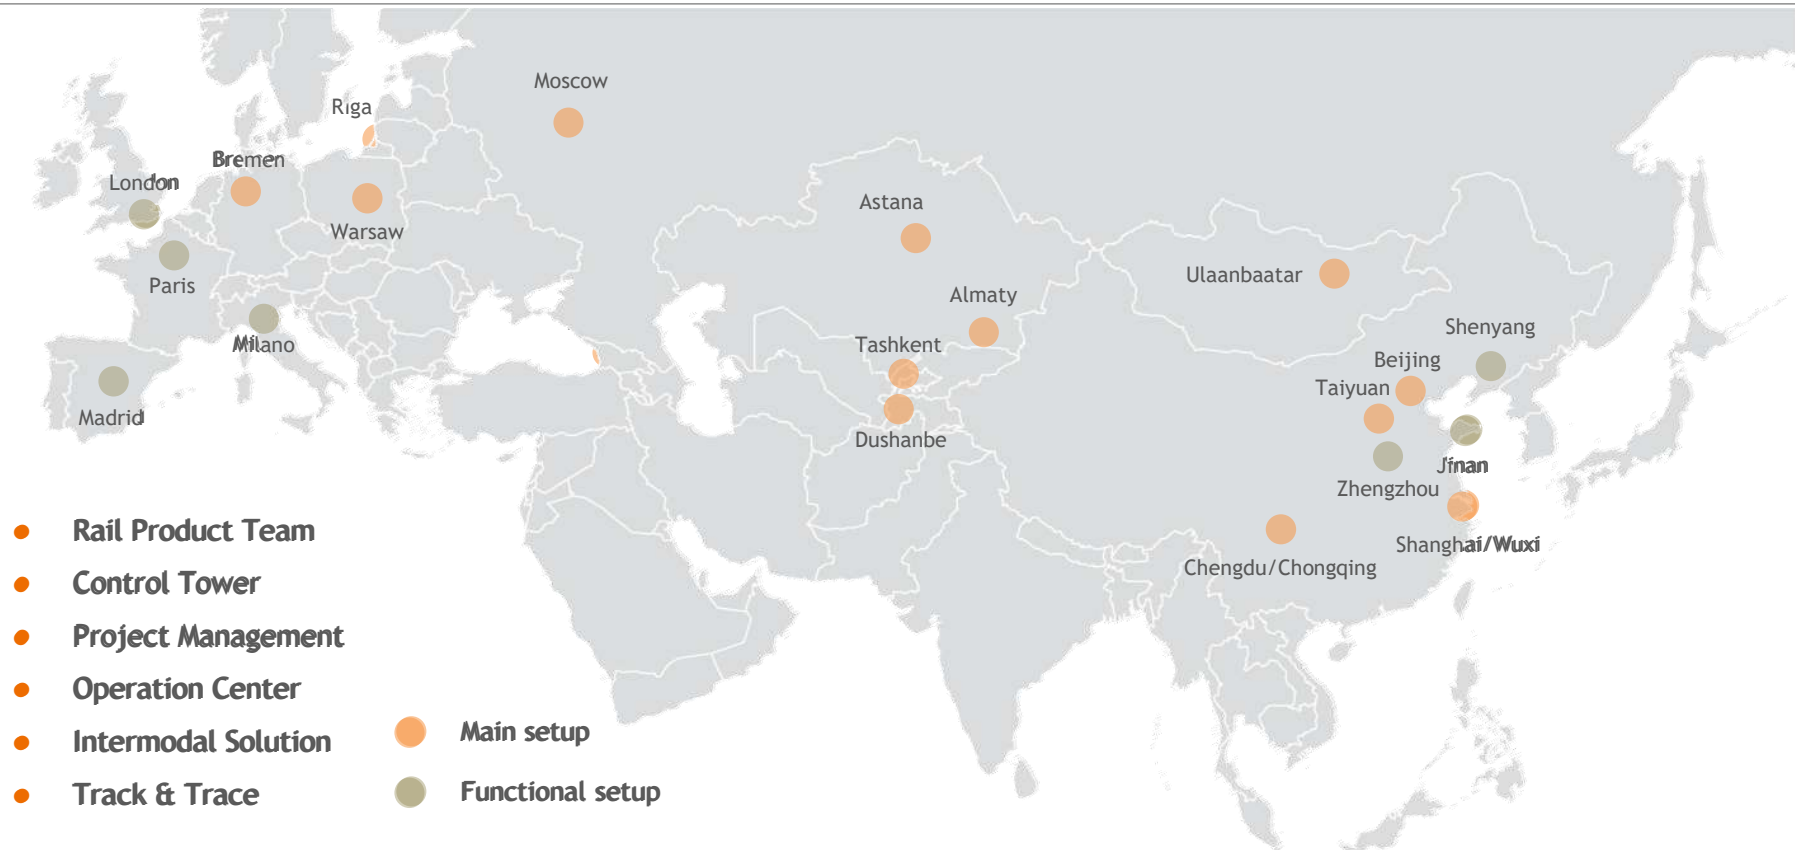 Moscow
Riga
Bremen
London
Astana
Warsaw
Ulaanbaatar
Paris
Almaty
Shenyang
Milano
Tashkent
Beijing
Taiyuan
Madrid
Dushanbe
Jinan
Zhengzhou
Shanghai/Wuxi
Chengdu/Chongqing
• Rail Product Team
• Control Tower
• Project Management
• Operation Center
• Intermodal Solution
• Track & Trace
Main setup
Functional setup